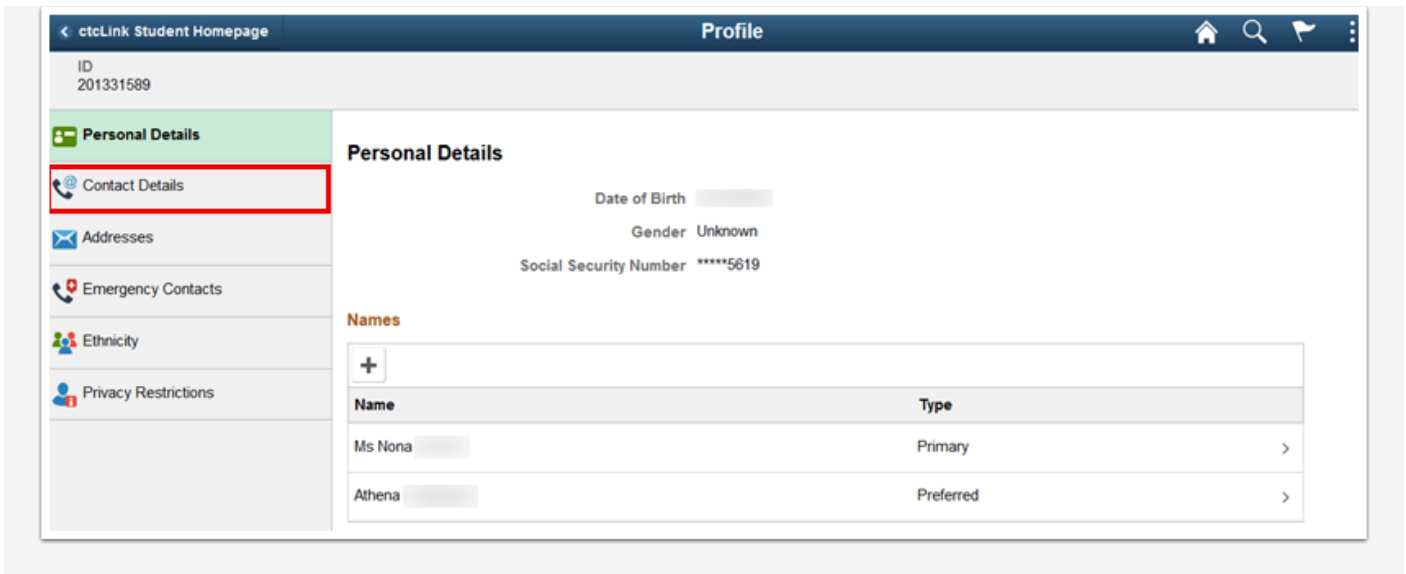 ctcLink Student Homepage
Profile
ID
201331589
Personal Details
Contact Details
Addresses
Emergency Contacts
Ethnicity
Privacy Restrictions
Personal Details
Date of Birth
Gender Unknown
Social Security Number *****5619
Names
+
Name Type
Ms Nona Primary
Athena Preferred